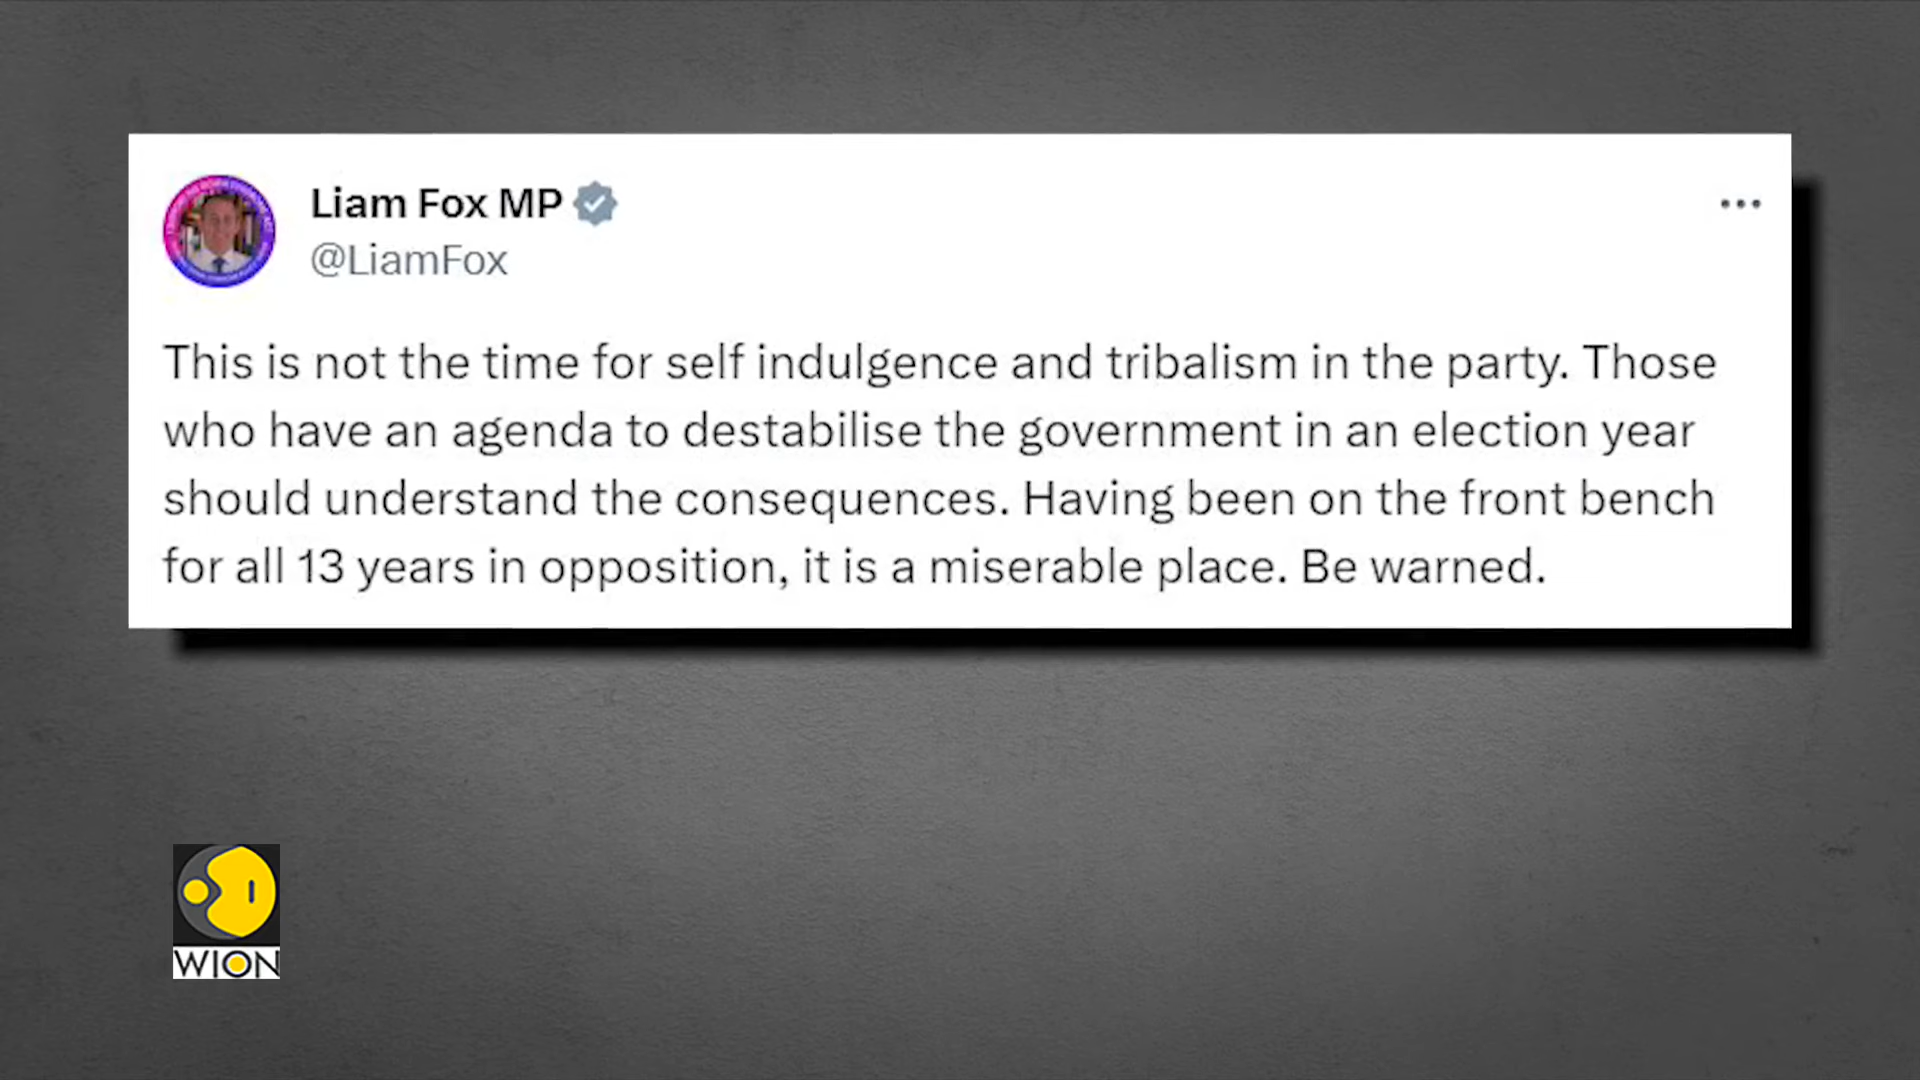 Liam Fox MP
@LiamFox
This is not the time for self indulgence and tribalism in the party. Those
who have an agenda to destabilise the government in an election year
should understand the consequences. Having been on the front bench
for all 13 years in opposition, it is a miserable place. Be warned.
WION